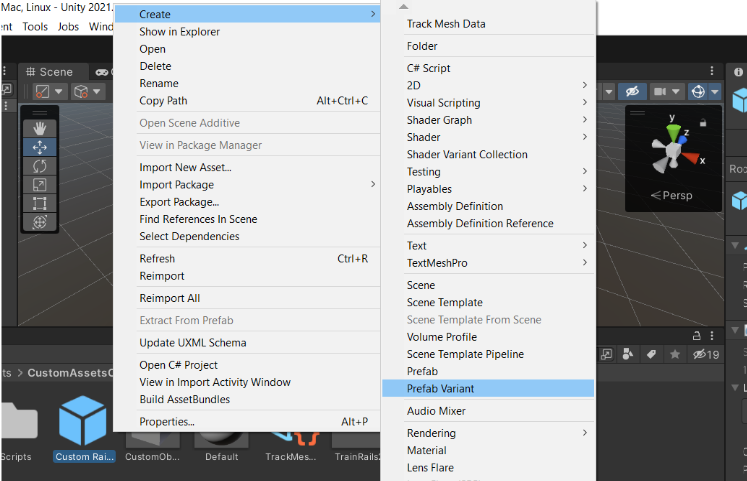 Mac, Linux - Unity 2021.
ent Tools Jobs Wind
Scene
Create
Show in Explorer
Open
Delete
Rename
Copy Path Alt+Ctrl+C
Open Scene Additive
View in Package Manager
Import New Asset...
Import Package
Export Package...
Find References In Scene
Select Dependencies
Refresh Ctrl+R
Reimport
Reimport All
Extract From Prefab
Update UXML Schema
Open C# Project
View in Import Activity Window
Build AssetBundles
Properties... Alt+P
Track Mesh Data
Folder
C# Script
2D
Visual Scripting
Shader Graph
Shader
Shader Variant Collection
Testing
Playables
Assembly Definition
Assembly Definition Reference
Text
TextMeshPro
Scene
Scene Template
Scene Template From Scene
Volume Profile
Scene Template Pipeline
Prefab
Prefab Variant
Audio Mixer
Rendering
Material
Lens Flare
y
z
x
Persp
Roo
19
ts > CustomAssetsC
Scripts
Custom Rai...
CustomOb...
Default
TrackMes...